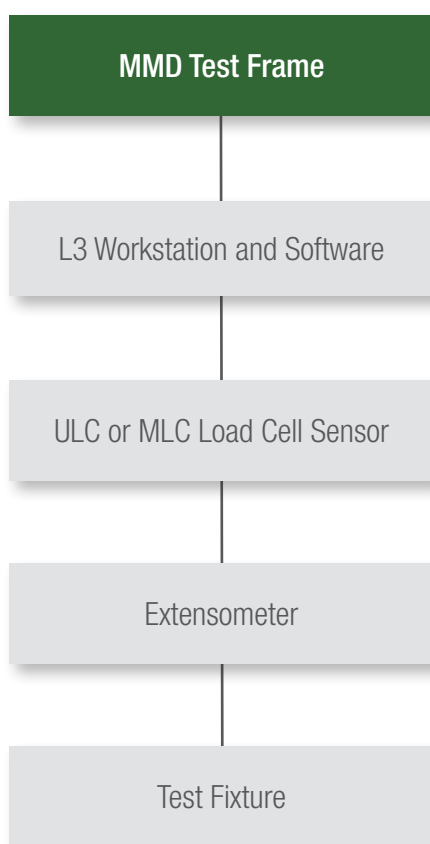 MMD Test Frame
L3 Workstation and Software
ULC or MLC Load Cell Sensor
Extensometer
Test Fixture